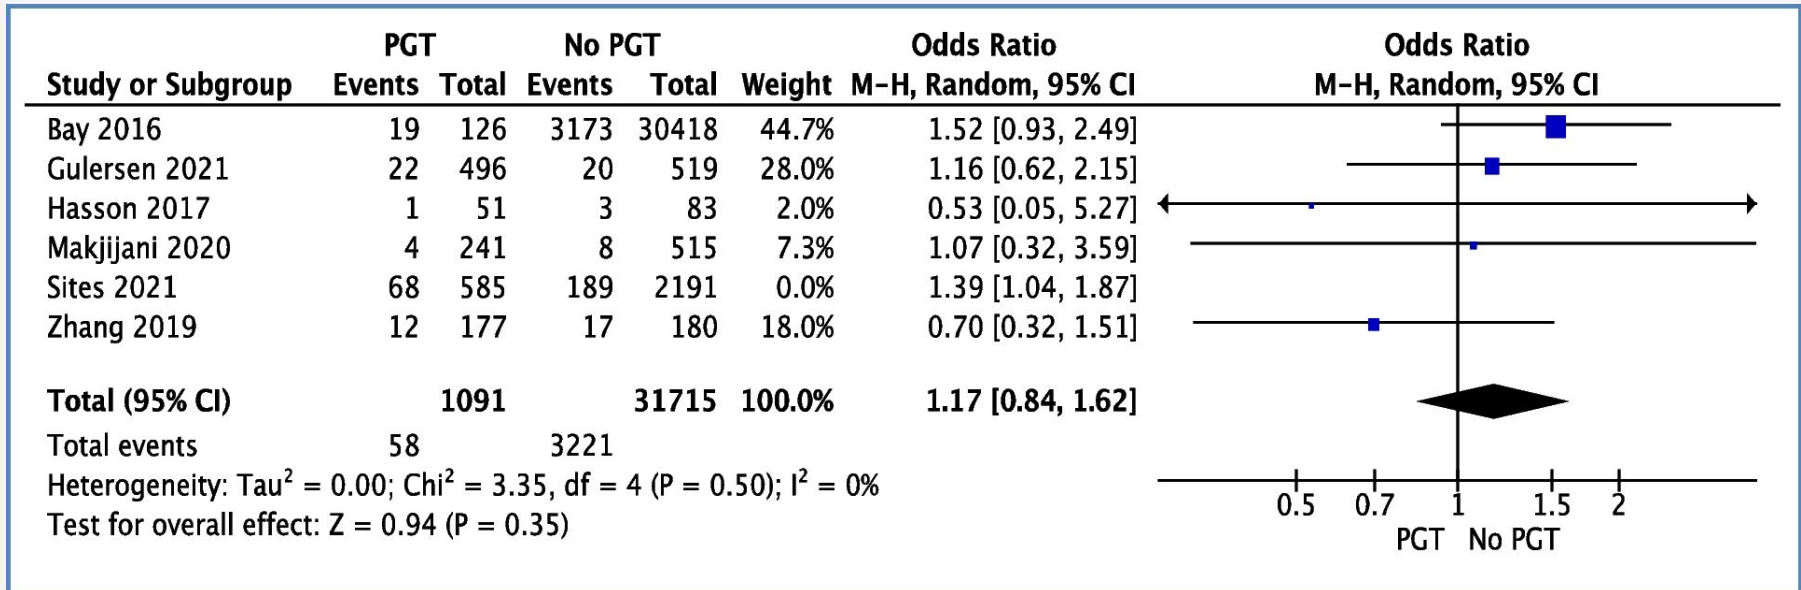 PGT No PGT Odds Ratio Odds Ratio
Study or Subgroup Events Total Events Total Weight M-H, Random, 95% CI M-H, Random, 95% CI
Bay 2016 19 126 3173 30418 44.7% 1.52 [0.93, 2.49]
Gulersen 2021 22 496 20 519 28.0% 1.16 [0.62, 2.15]
Hasson 2017 1 51 3 83 2.0% 0.53 [0.05, 5.27]
Makjijani 2020 4 241 8 515 7.3% 1.07 [0.32, 3.59]
Sites 2021 68 585 189 2191 0.0% 1.39 [1.04, 1.87]
Zhang 2019 12 177 17 180 18.0% 0.70 [0.32, 1.51]
Total (95% CI) 1091 31715 100.0% 1.17 [0.84, 1.62]
Total events 58 3221
Heterogeneity: Tau² = 0.00; Chi² = 3.35, df = 4 (P = 0.50); I² = 0%
Test for overall effect: Z = 0.94 (P = 0.35)
0.5 0.7 1 1.5 2
PGT No PGT